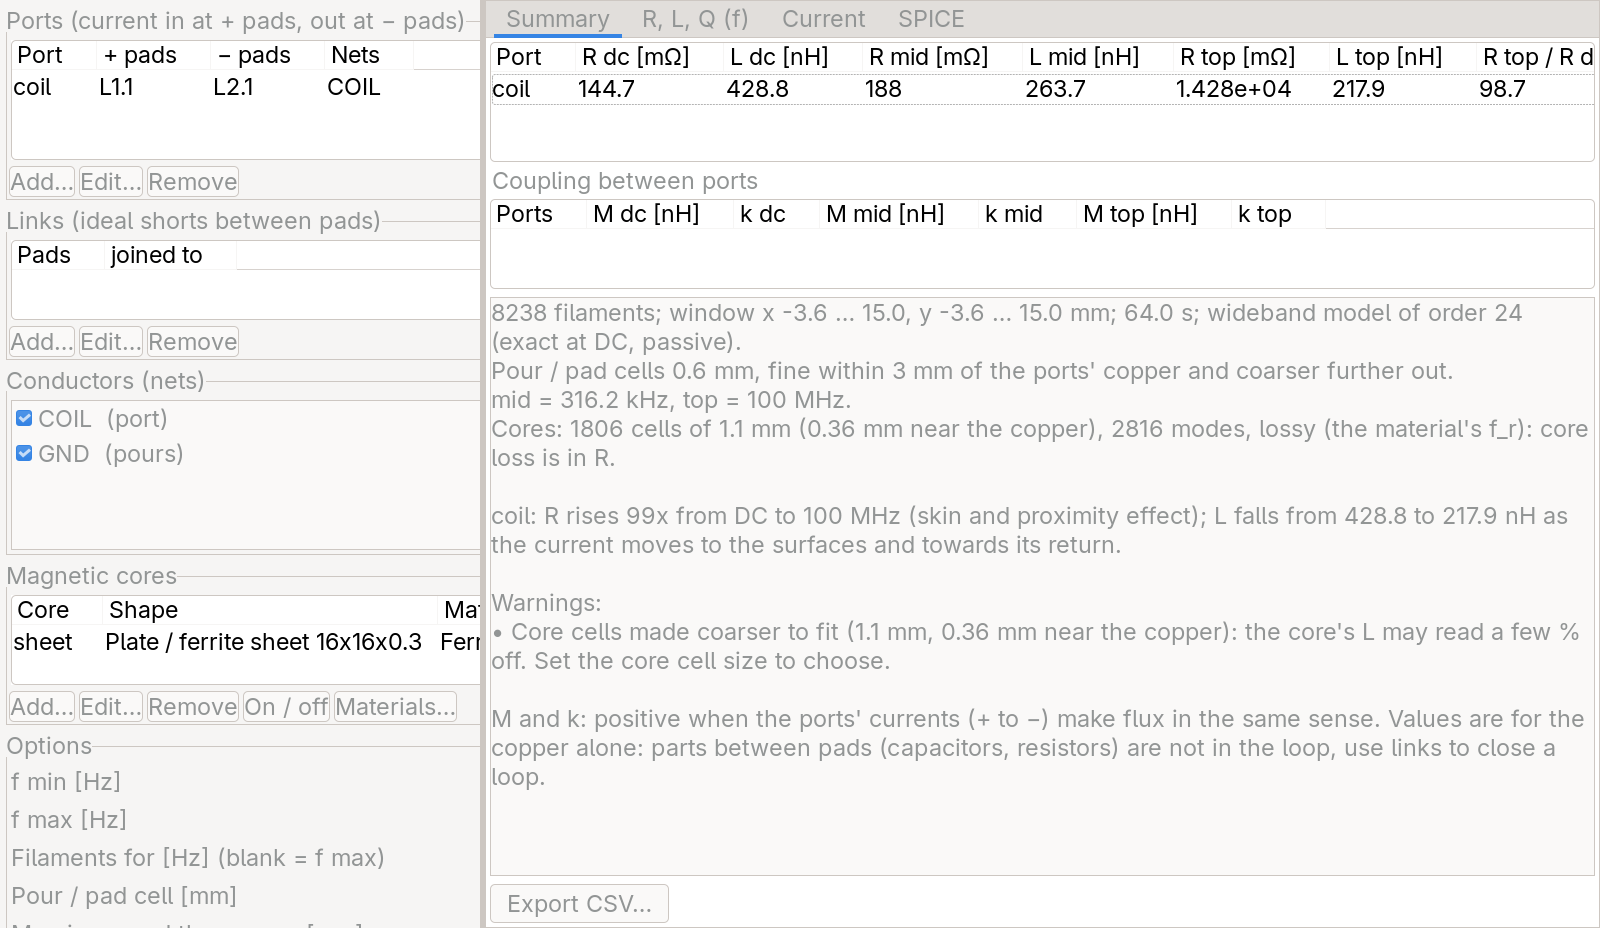 Ports (current in at + pads, out at − pads)
Port + pads − pads Nets
coil L1.1 L2.1 COIL
Add... Edit... Remove
Links (ideal shorts between pads)
Pads joined to
Add... Edit... Remove
Conductors (nets)
COIL (port)
GND (pours)
Magnetic cores
Core Shape Mat
sheet Plate / ferrite sheet 16x16x0.3 Ferr
Add... Edit... Remove On / off Materials...
Options
f min [Hz]
f max [Hz]
Filaments for [Hz] (blank = f max)
Pour / pad cell [mm]
Summary R, L, Q (f) Current SPICE
Port R dc [mΩ] L dc [nH] R mid [mΩ] L mid [nH] R top [mΩ] L top [nH] R top / R d
coil 144.7 428.8 188 263.7 1.428e+04 217.9 98.7
Coupling between ports
Ports M dc [nH] k dc M mid [nH] k mid M top [nH] k top
8238 filaments; window x -3.6 ... 15.0, y -3.6 ... 15.0 mm; 64.0 s; wideband model of order 24
(exact at DC, passive).
Pour / pad cells 0.6 mm, fine within 3 mm of the ports' copper and coarser further out.
mid = 316.2 kHz, top = 100 MHz.
Cores: 1806 cells of 1.1 mm (0.36 mm near the copper), 2816 modes, lossy (the material's f_r): core
loss is in R.
coil: R rises 99x from DC to 100 MHz (skin and proximity effect); L falls from 428.8 to 217.9 nH as
the current moves to the surfaces and towards its return.
Warnings:
• Core cells made coarser to fit (1.1 mm, 0.36 mm near the copper): the core's L may read a few %
off. Set the core cell size to choose.
M and k: positive when the ports' currents (+ to −) make flux in the same sense. Values are for the
copper alone: parts between pads (capacitors, resistors) are not in the loop, use links to close a
loop.
Export CSV...